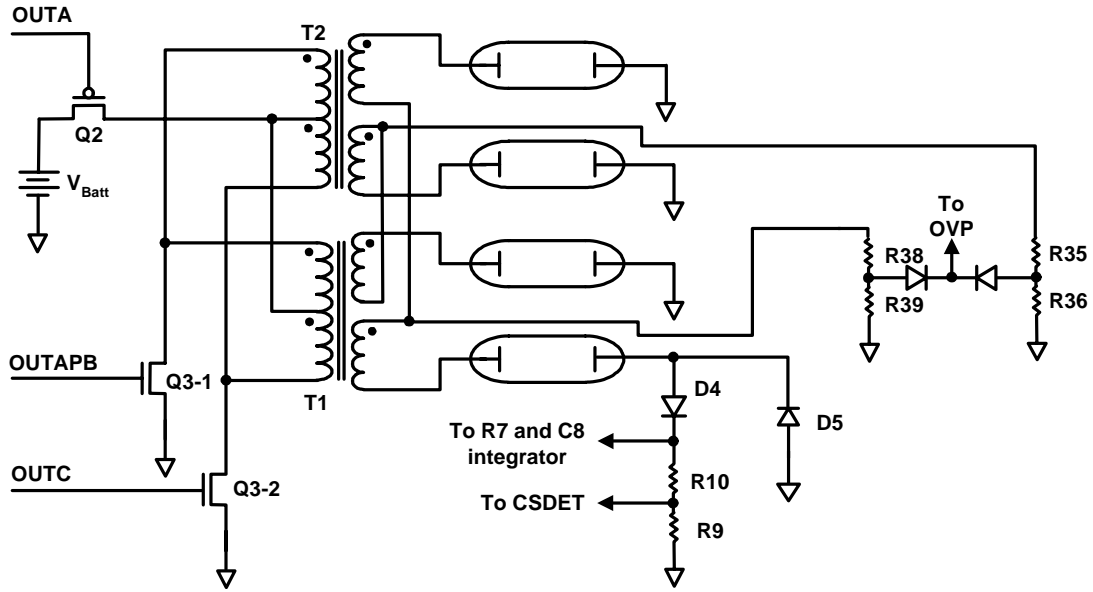 OUTA
T2
Q2
V_Batt
To
OVP
R38
R35
R39
R36
OUTAPB
Q3-1
T1
D4
D5
To R7 and C8
integrator
OUTC
Q3-2
R10
To CSDET
R9